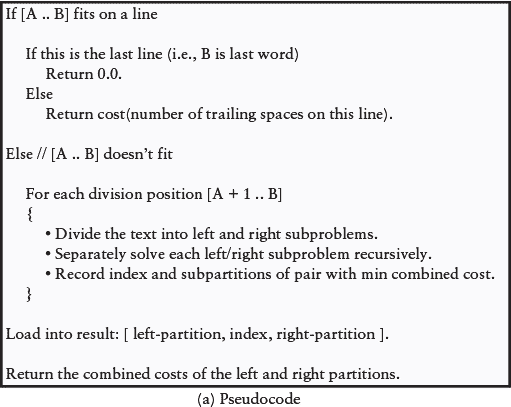 If [A .. B] fits on a line
If this is the last line (i.e., B is last word)
Return 0.0.
Else
Return cost(number of trailing spaces on this line).
Else // [A .. B] doesn't fit
For each division position [A + 1 .. B]
{
• Divide the text into left and right subproblems.
• Separately solve each left/right subproblem recursively.
• Record index and subpartitions of pair with min combined cost.
}
Load into result: [ left-partition, index, right-partition ].
Return the combined costs of the left and right partitions.
(a) Pseudocode